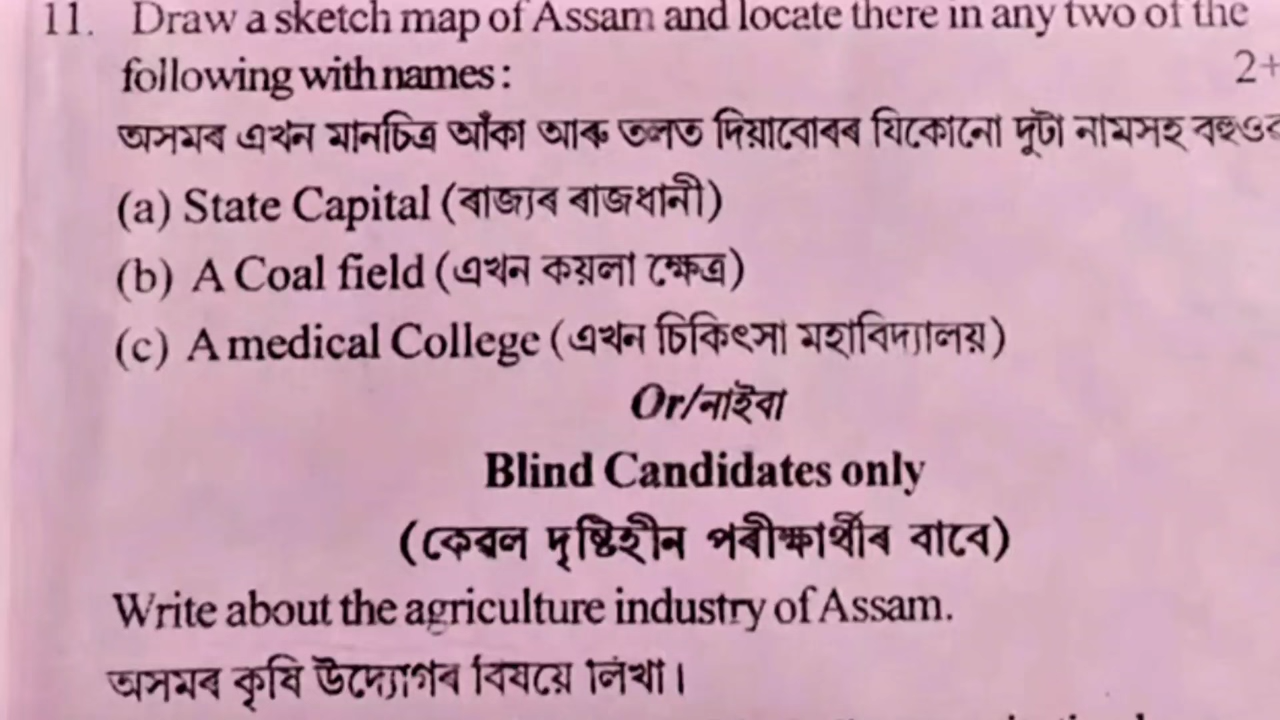 11. Draw a sketch map of Assam and locate there in any two of the
following with names : 2+
অসমৰ এখন মানচিত্ৰ আঁকা আৰু তলত দিয়াবোৰৰ যিকোনো দূটা নামসহ
(a) State Capital (ৰাজ্যৰ ৰাজধানী)
(b) A Coal field (এখন কয়লা ক্ষেত্ৰ)
(c) A medical College (এখন চিকিৎসা মহাবিদ্যালয়)
Or/নাইবা
Blind Candidates only
(কেৱল দৃষ্টিহীন পৰীক্ষাৰ্থীৰ বাবে)
Write about the agriculture industry of Assam.
অসমৰ কৃষি উদ্যোগৰ বিষয়ে লিখা।